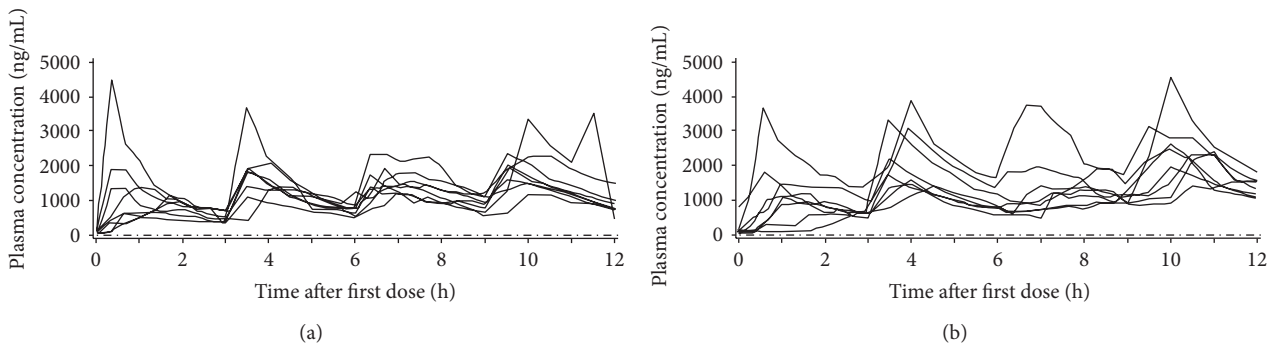 Plasma concentration (ng/mL)
5000
4000
3000
2000
1000
0
0 2 4 6 8 10 12
Time after first dose (h)
(a)
Plasma concentration (ng/mL)
5000
4000
3000
2000
1000
0
0 2 4 6 8 10 12
Time after first dose (h)
(b)